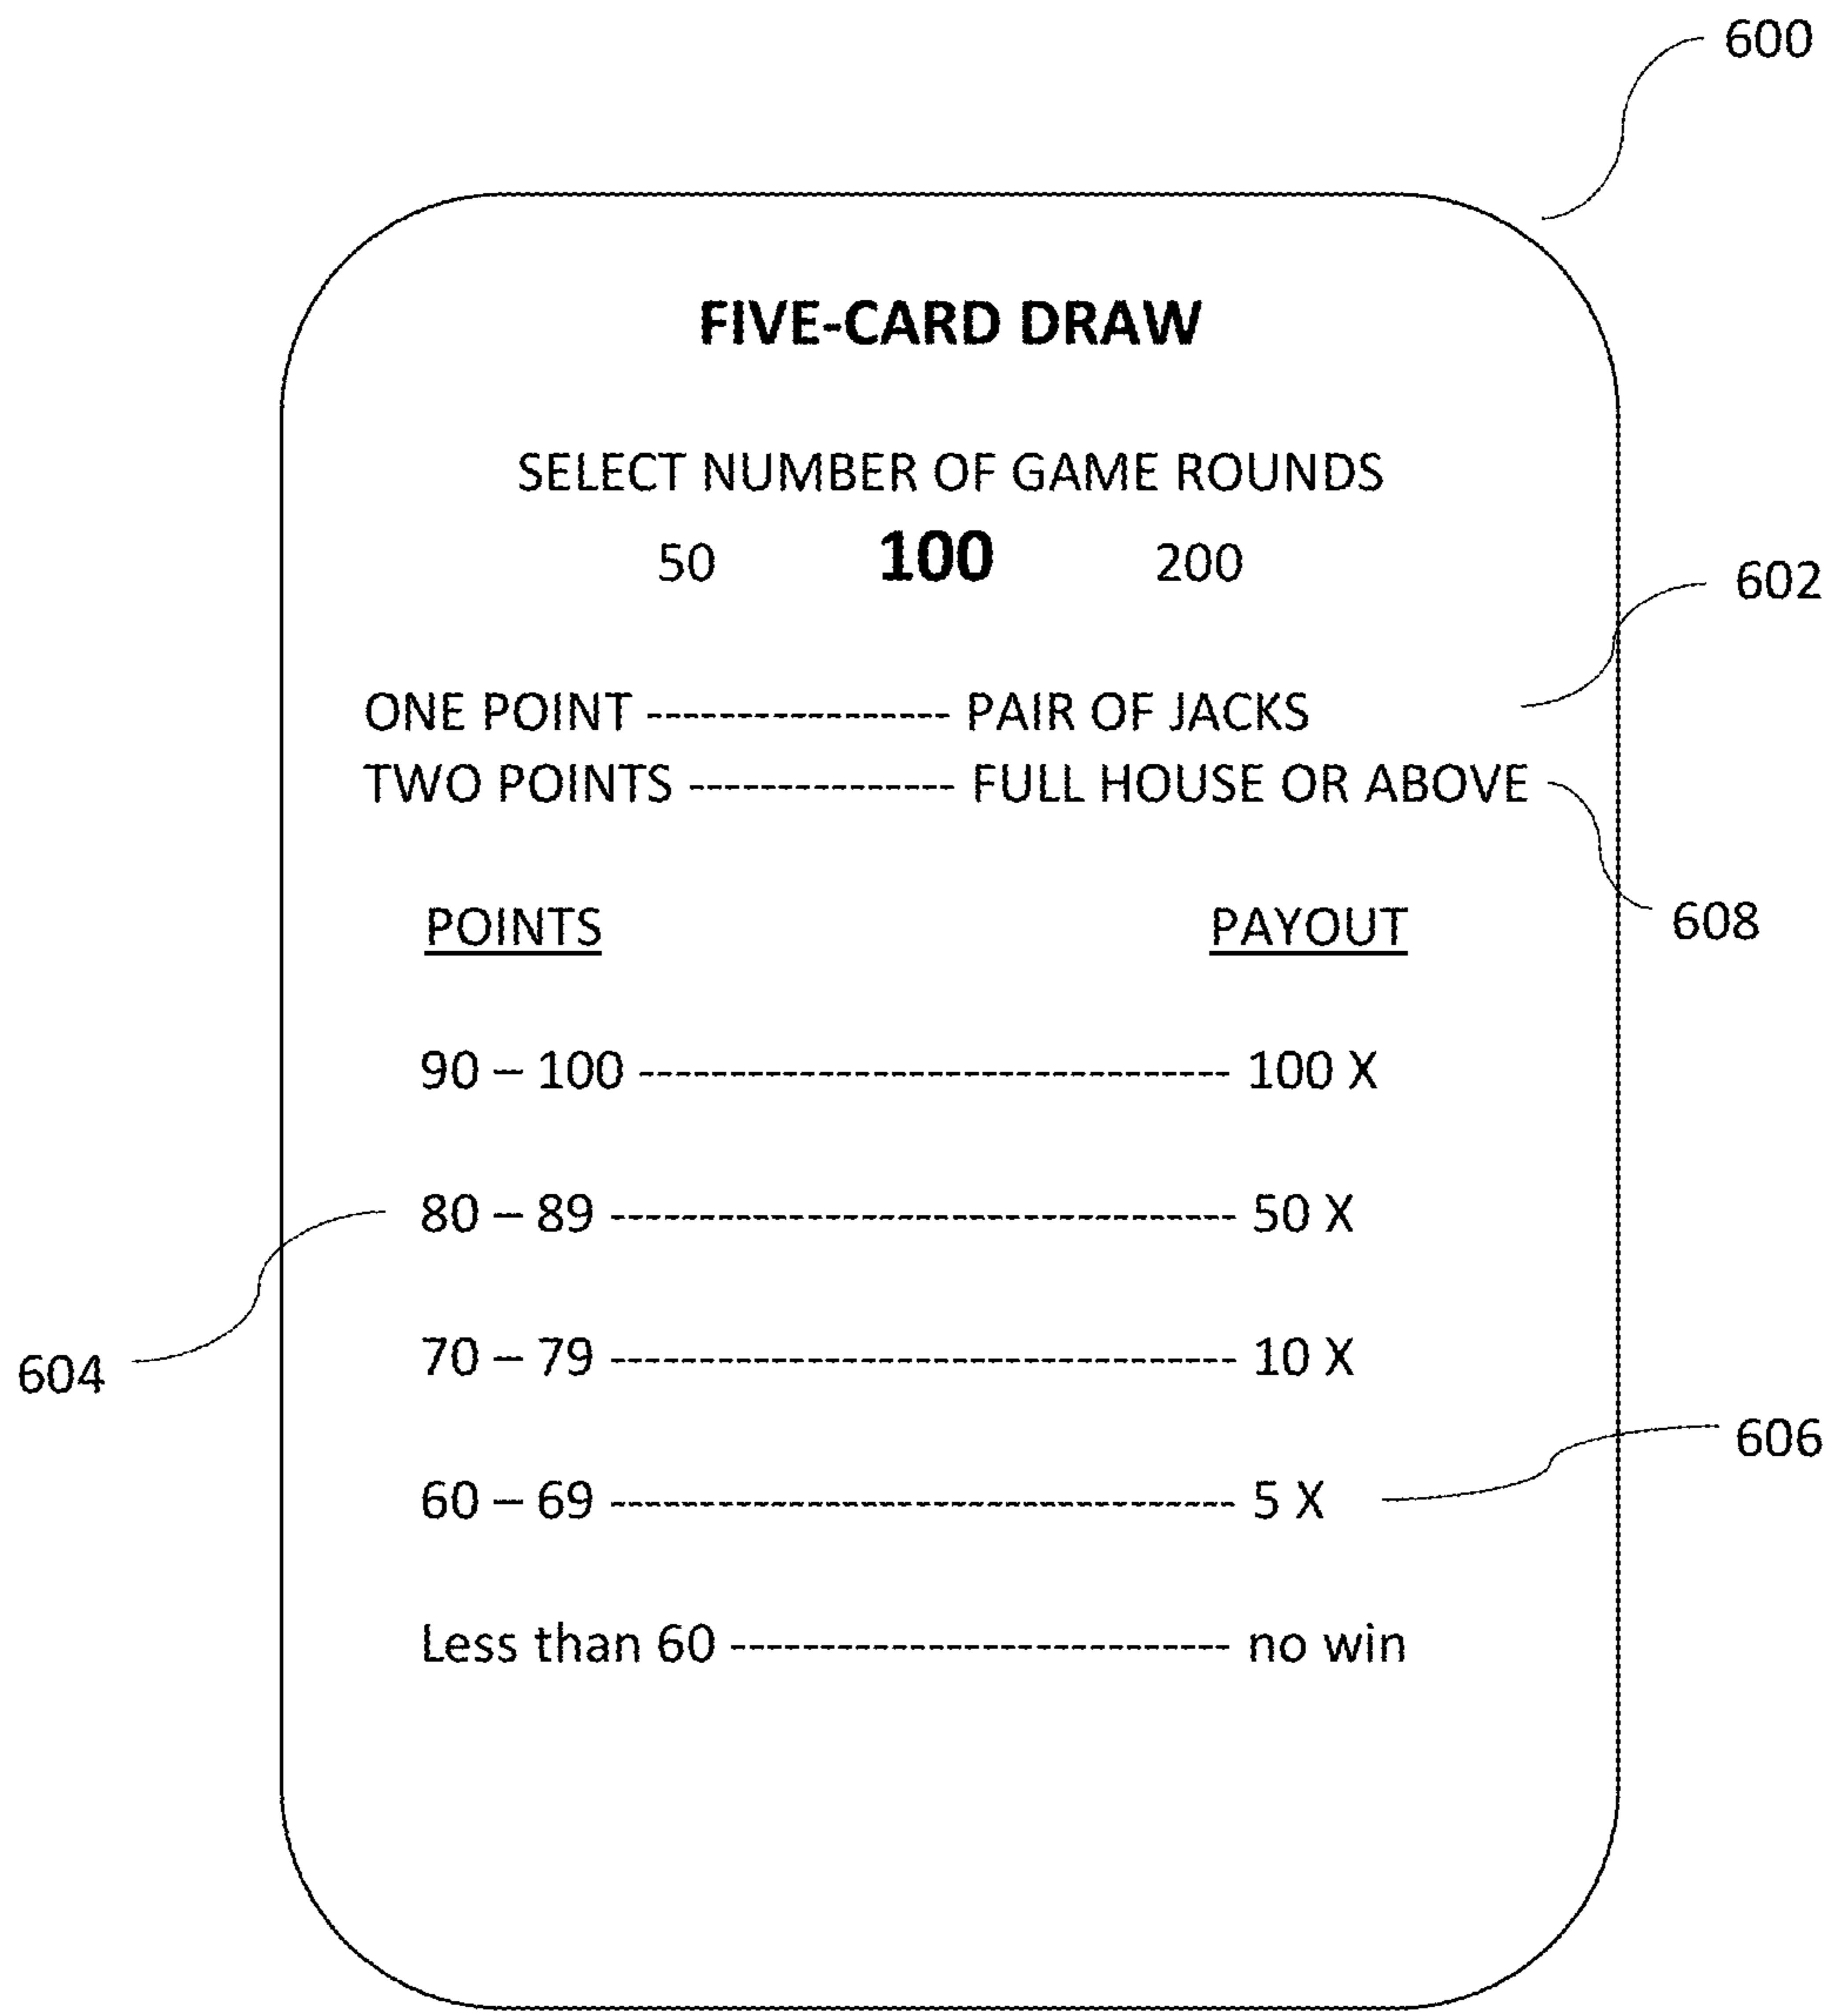 600
FIVE-CARD DRAW
SELECT NUMBER OF GAME ROUNDS
50 100 200
602
ONE POINT ----------------- PAIR OF JACKS
TWO POINTS --------------- FULL HOUSE OR ABOVE
608
POINTS PAYOUT
90 – 100 --------------------------------- 100 X
80 – 89 ----------------------------------- 50 X
604
70 – 79 ----------------------------------- 10 X
606
60 – 69 ----------------------------------- 5 X
Less than 60 ---------------------------- no win